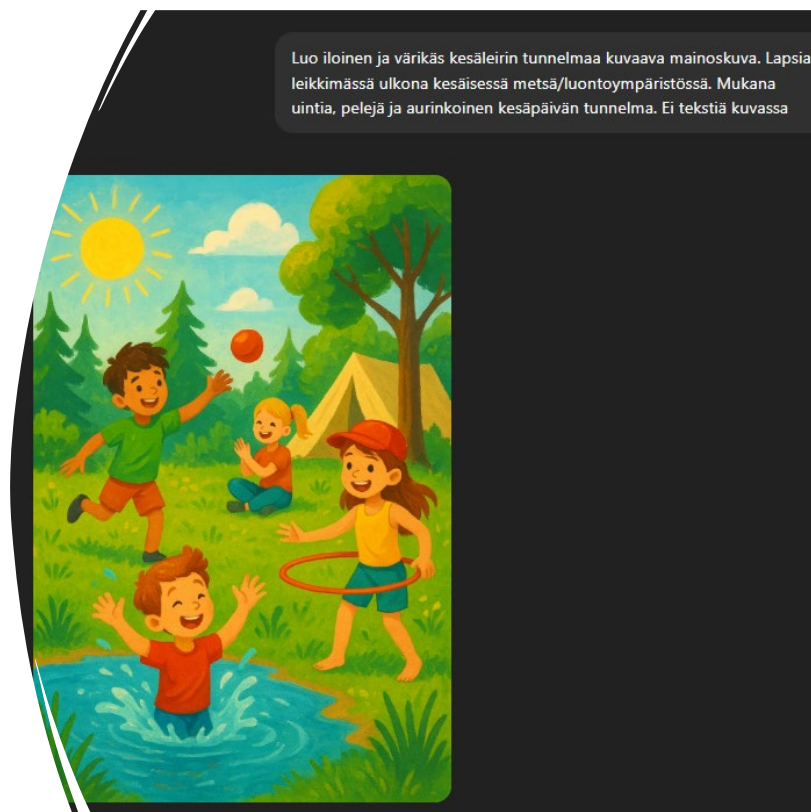 Luo iloinen ja värikäs kesäleirin tunnelmaa kuvaava mainoskuva. Lapsia
leikkimässä ulkona kesäisessä metsä/luontoympäristössä. Mukana
uintia, pelejä ja aurinkoinen kesäpäivän tunnelma. Ei tekstiä kuvassa